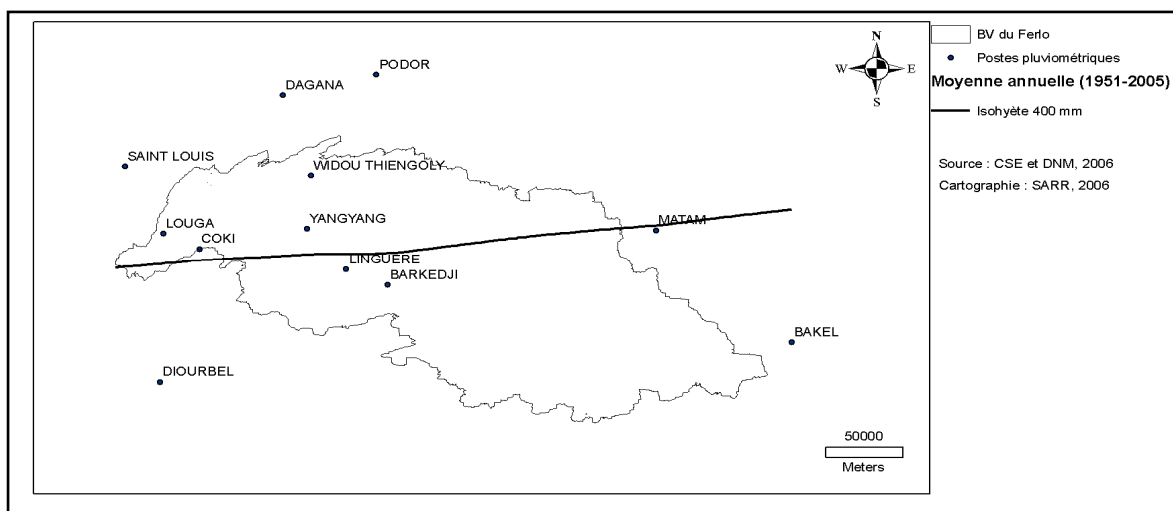 PODOR
DAGANA
N
W
E
S
SAINT LOUIS
WIDOU THIENGOLY
LOUGA
YANGYANG
MATAM
COKI
LINGUERE
BARKEDJI
BAKEL
DIOURBEL
50000
Meters
BV du Ferlo
Postes pluviométriques
Moyenne annuelle (1951-2005)
Isohyète 400 mm
Source : CSE et DNM, 2006
Cartographie : SARR, 2006